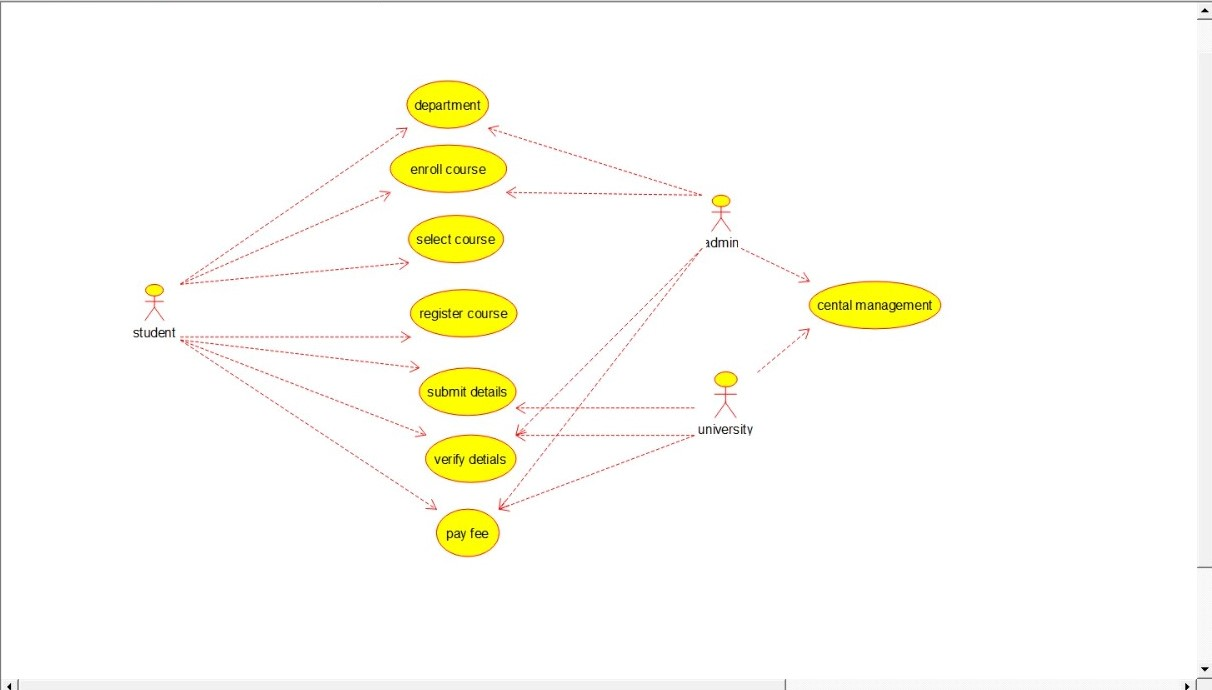 department
enroll course
select course
admin
cental management
register course
student
submit details
university
verify detials
pay fee